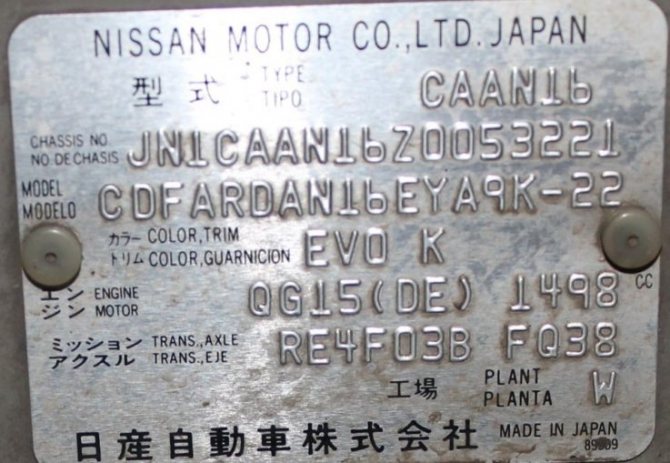 NISSAN MOTOR CO.,LTD. JAPAN
型式 TYPE TIPO CAAN16
CHASSIS NO. NO DE CHASIS JN1CAAN16Z0053221
MODEL MODELO CDFARDAN16EYA9K-22
カラー COLOR,TRIM トリム COLOR,GUARNICION EV0 K
エンジン ENGINE MOTOR QG15(DE) 1498 CC
ミッション TRANS.,AXLE アクスル TRANS.,EJE RE4F03B FQ38
工場 PLANT PLANTA W
日産自動車株式会社 MADE IN JAPAN